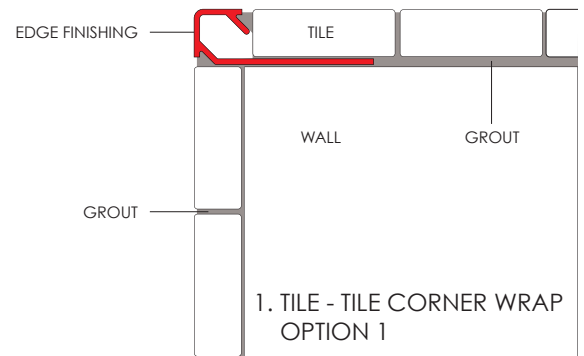 EDGE FINISHING
TILE
WALL
GROUT
GROUT
1. TILE - TILE CORNER WRAP
OPTION 1